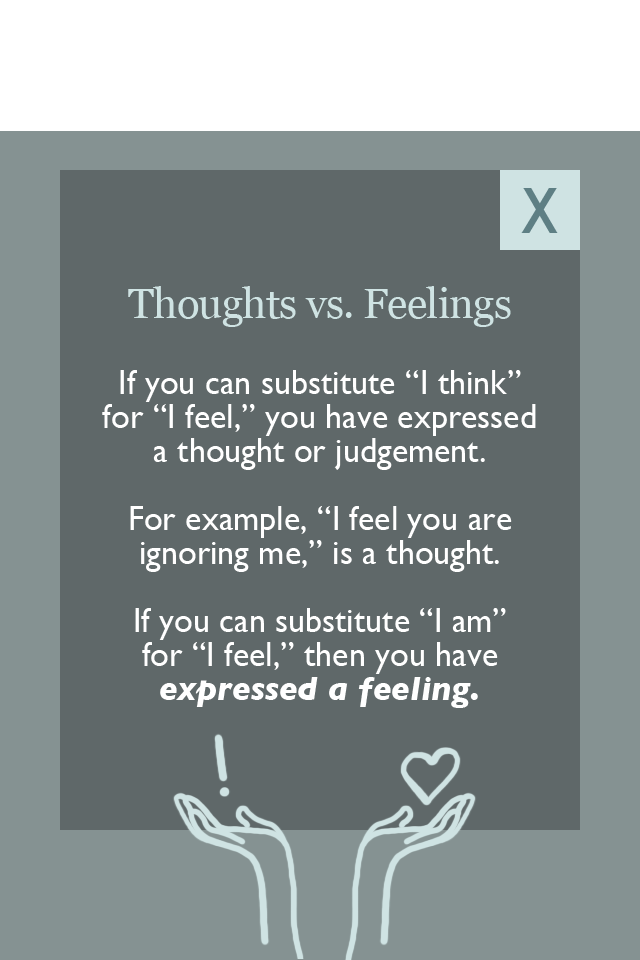 X
Thoughts vs. Feelings
If you can substitute “I think”
for “I feel,” you have expressed
a thought or judgement.
For example, “I feel you are
ignoring me,” is a thought.
If you can substitute “I am”
for “I feel,” then you have
expressed a feeling.
!